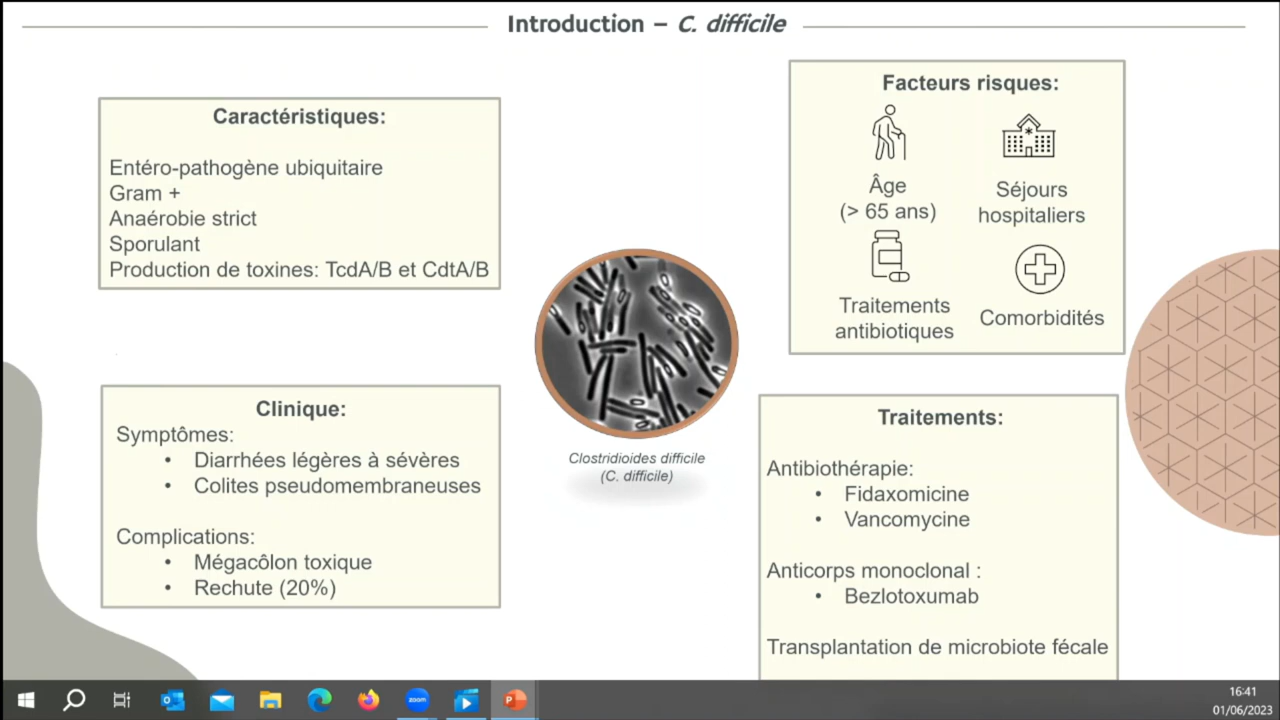 Introduction – C. difficile
Caractéristiques:
Entéro-pathogène ubiquitaire
Gram +
Anaérobie strict
Sporulant
Production de toxines: TcdA/B et CdtA/B
Clinique:
Symptômes:
• Diarrhées légères à sévères
• Colites pseudomembraneuses
Complications:
• Mégacôlon toxique
• Rechute (20%)
Clostridioides difficile
(C. difficile)
Facteurs risques:
Âge
(> 65 ans)
Séjours
hospitaliers
Traitements
antibiotiques
Comorbidités
Traitements:
Antibiothérapie:
• Fidaxomicine
• Vancomycine
Anticorps monoclonal :
• Bezlotoxumab
Transplantation de microbiote fécale
zoom
16:41
01/06/2023